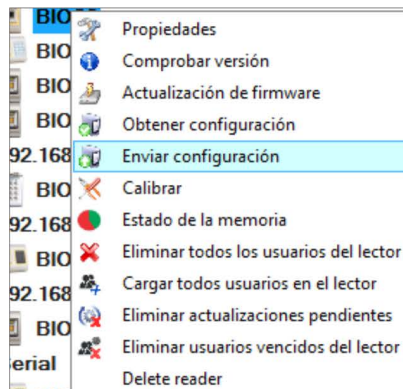 BIO
Propiedades
BIO
Comprobar versión
BIO
Actualización de firmware
BIO
Obtener configuración
92.168
Enviar configuración
BIO
Calibrar
92.168
Estado de la memoria
BIO
Eliminar todos los usuarios del lector
92.168
Cargar todos usuarios en el lector
BIO
Eliminar actualizaciones pendientes
erial
Eliminar usuarios vencidos del lector
Delete reader